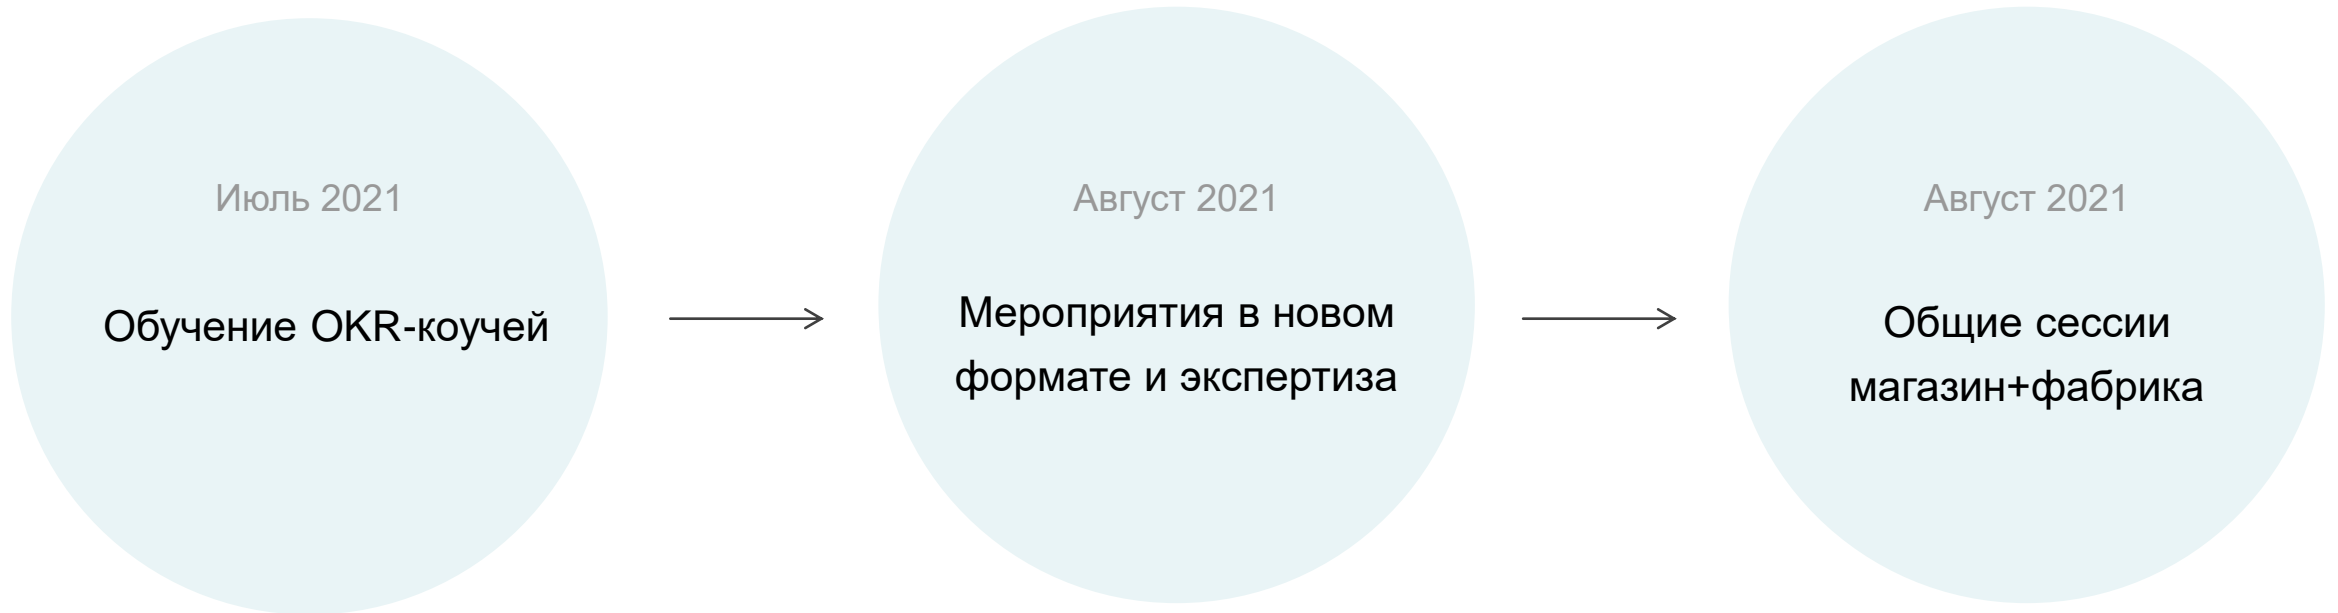 Июль 2021
Обучение OKR-коучей
Август 2021
Мероприятия в новом
формате и экспертиза
Август 2021
Общие сессии
магазин+фабрика